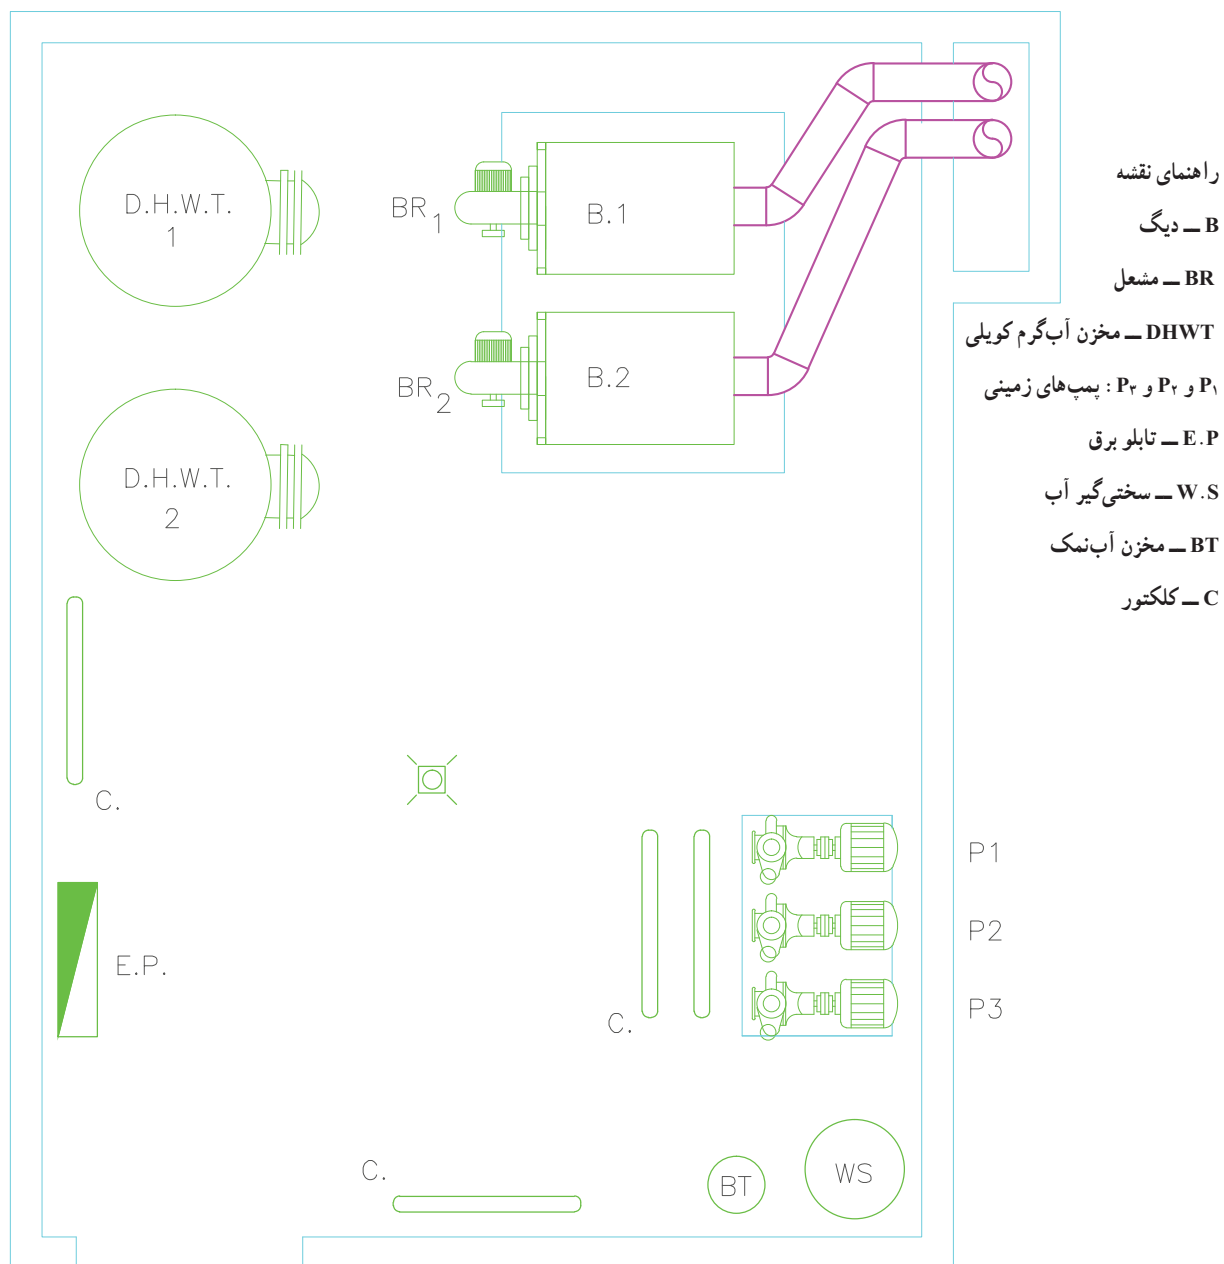 D.H.W.T.
1
BR1
B.1
BR2
B.2
D.H.W.T.
2
C.
E.P.
C.
P1
P2
P3
C.
BT
WS
راهنمای نقشه
B ــ دیگ
BR ــ مشعل
DHWT ــ مخزن آب‌گرم کویلی
P۱ و P۲ و P۳ : پمپ‌های زمینی
E.P ــ تابلو برق
W.S ــ سختی‌گیر آب
BT ــ مخزن آب‌نمک
C ــ کلکتور